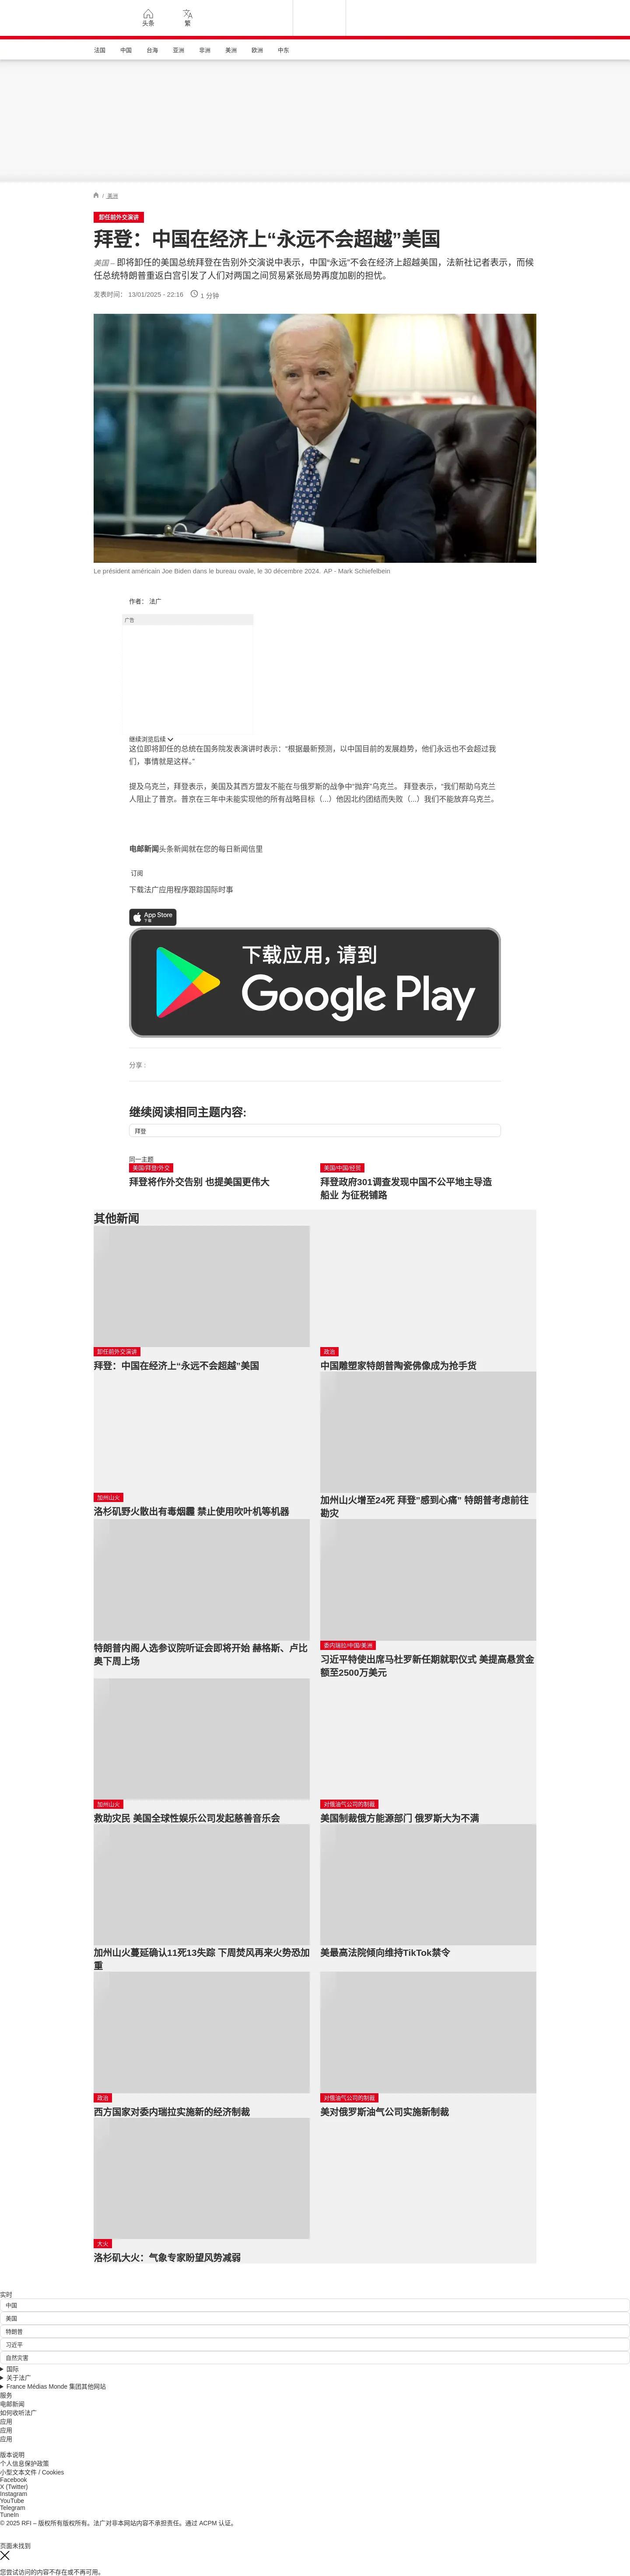 头条
繁
法国
中国
台海
亚洲
非洲
美洲
欧洲
中东
/ 美洲
卸任前外交演讲
拜登：中国在经济上“永远不会超越”美国
美国 – 即将卸任的美国总统拜登在告别外交演说中表示，中国“永远”不会在经济上超越美国，法新社记者表示，而候
任总统特朗普重返白宫引发了人们对两国之间贸易紧张局势再度加剧的担忧。
发表时间： 13/01/2025 - 22:16 1 分钟
Le président américain Joe Biden dans le bureau ovale, le 30 décembre 2024. AP - Mark Schiefelbein
作者： 法广
广告
继续浏览后续
这位即将卸任的总统在国务院发表演讲时表示：“根据最新预测，以中国目前的发展趋势，他们永远也不会超过我
们，事情就是这样。”
提及乌克兰，拜登表示，美国及其西方盟友不能在与俄罗斯的战争中“抛弃”乌克兰。 拜登表示，“我们帮助乌克兰
人阻止了普京。普京在三年中未能实现他的所有战略目标（...）他因北约团结而失败（...）我们不能放弃乌克兰。
电邮新闻头条新闻就在您的每日新闻信里
订阅
下载法广应用程序跟踪国际时事
App Store
下载
下载应用，请到
Google Play
分享 :
继续阅读相同主题内容:
拜登
同一主题
美国/拜登/外交
拜登将作外交告别 也提美国更伟大
美国/中国/经贸
拜登政府301调查发现中国不公平地主导造
船业 为征税铺路
其他新闻
卸任前外交演讲
拜登：中国在经济上“永远不会超越”美国
政治
中国雕塑家特朗普陶瓷佛像成为抢手货
加州山火
洛杉矶野火散出有毒烟霾 禁止使用吹叶机等机器
加州山火增至24死 拜登”感到心痛” 特朗普考虑前往
勘灾
特朗普内阁人选参议院听证会即将开始 赫格斯、卢比
奥下周上场
委内瑞拉/中国/美洲
习近平特使出席马杜罗新任期就职仪式 美提高悬赏金
额至2500万美元
加州山火
救助灾民 美国全球性娱乐公司发起慈善音乐会
对俄油气公司的制裁
美国制裁俄方能源部门 俄罗斯大为不满
加州山火蔓延确认11死13失踪 下周焚风再来火势恐加
重
美最高法院倾向维持TikTok禁令
政治
西方国家对委内瑞拉实施新的经济制裁
对俄油气公司的制裁
美对俄罗斯油气公司实施新制裁
大火
洛杉矶大火：气象专家盼望风势减弱
实时
中国
美国
特朗普
习近平
自然灾害
国际
关于法广
France Médias Monde 集团其他网站
服务
电邮新闻
如何收听法广
应用
应用
应用
版本说明
个人信息保护政策
小型文本文件 / Cookies
Facebook
X (Twitter)
Instagram
YouTube
Telegram
TuneIn
© 2025 RFI – 版权所有版权所有。法广对非本网站内容不承担责任。通过 ACPM 认证。
页面未找到
您尝试访问的内容不存在或不再可用。